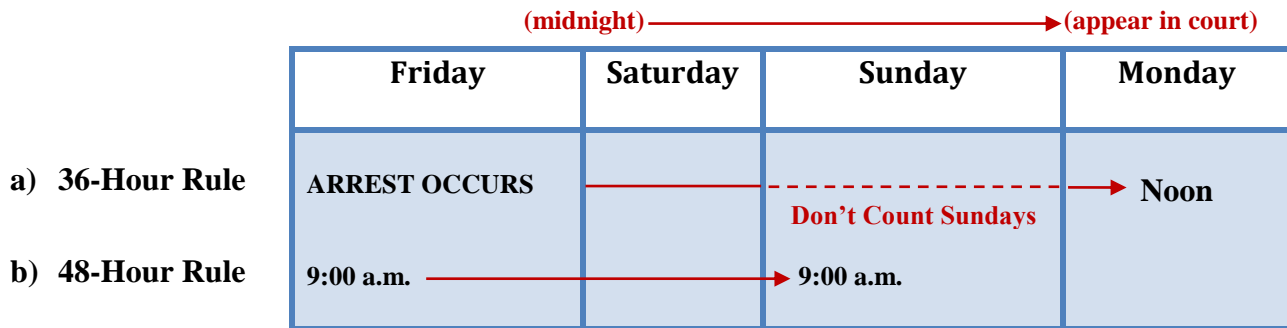 (midnight) (appear in court)
Friday Saturday Sunday Monday
a) 36-Hour Rule ARREST OCCURS Noon
Don’t Count Sundays
b) 48-Hour Rule 9:00 a.m. 9:00 a.m.